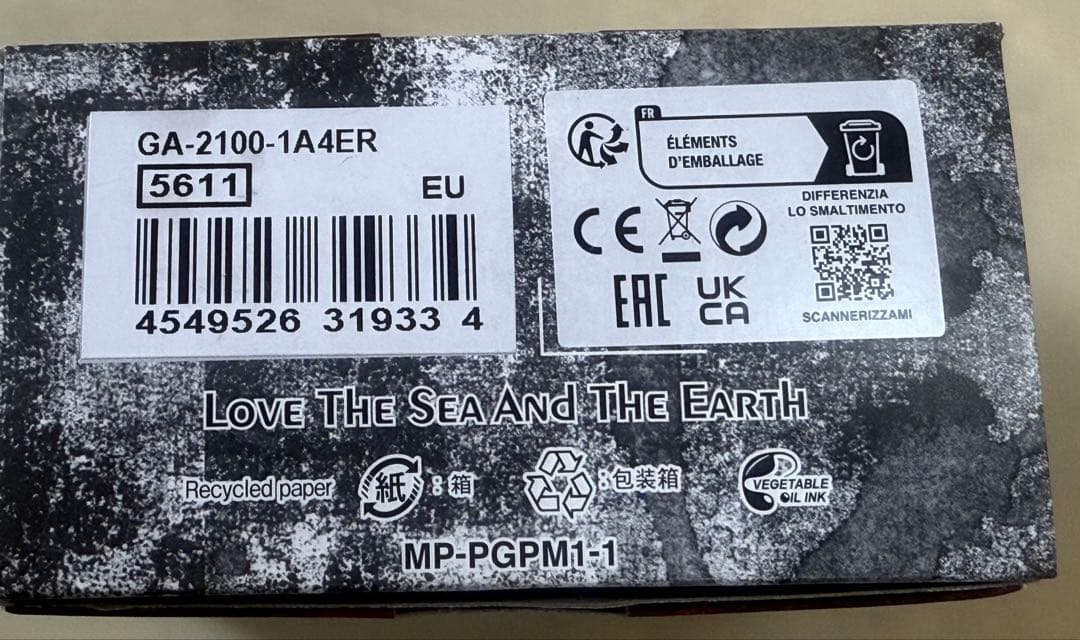 GA-2100-1A4ER
5611
EU
4549526 31933 4
FR
ÉLÉMENTS
D'EMBALLAGE
DIFFERENZIA
LO SMALTIMENTO
CE
EAC
UK
CA
SCANNERIZZAMI
LOVE THE SEA AND THE EARTH
Recycled paper
紙:箱
:包装箱
VEGETABLE
OIL INK
MP-PGPM1-1